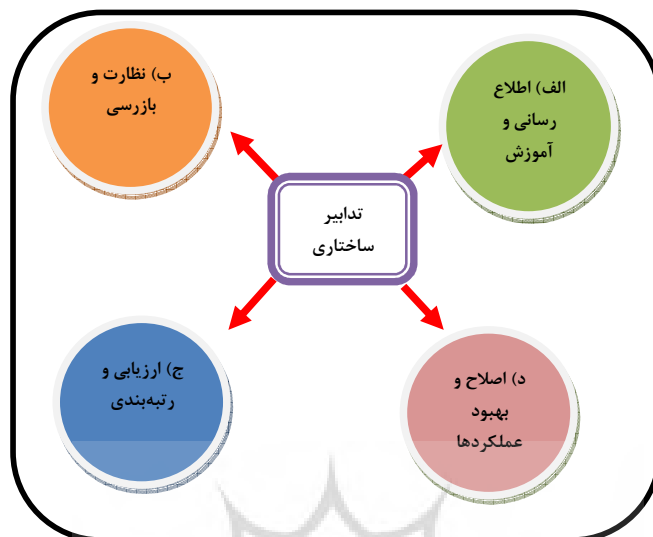 الف) اطلاع
رسانی و
آموزش
ب) نظارت و
بازرسی
تدابیر
ساختاری
ج) ارزیابی و
رتبه‌بندی
د) اصلاح و
بهبود
عملکردها